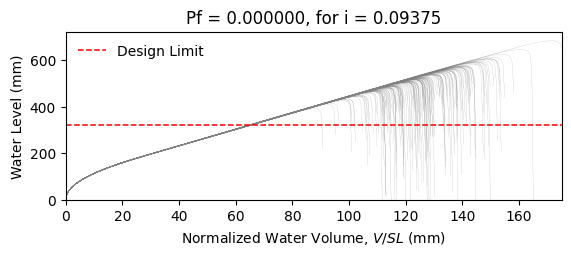 Pf = 0.000000, for i = 0.09375
Design Limit
Water Level (mm)
600
400
200
0
0 20 40 60 80 100 120 140 160
Normalized Water Volume, V/SL (mm)